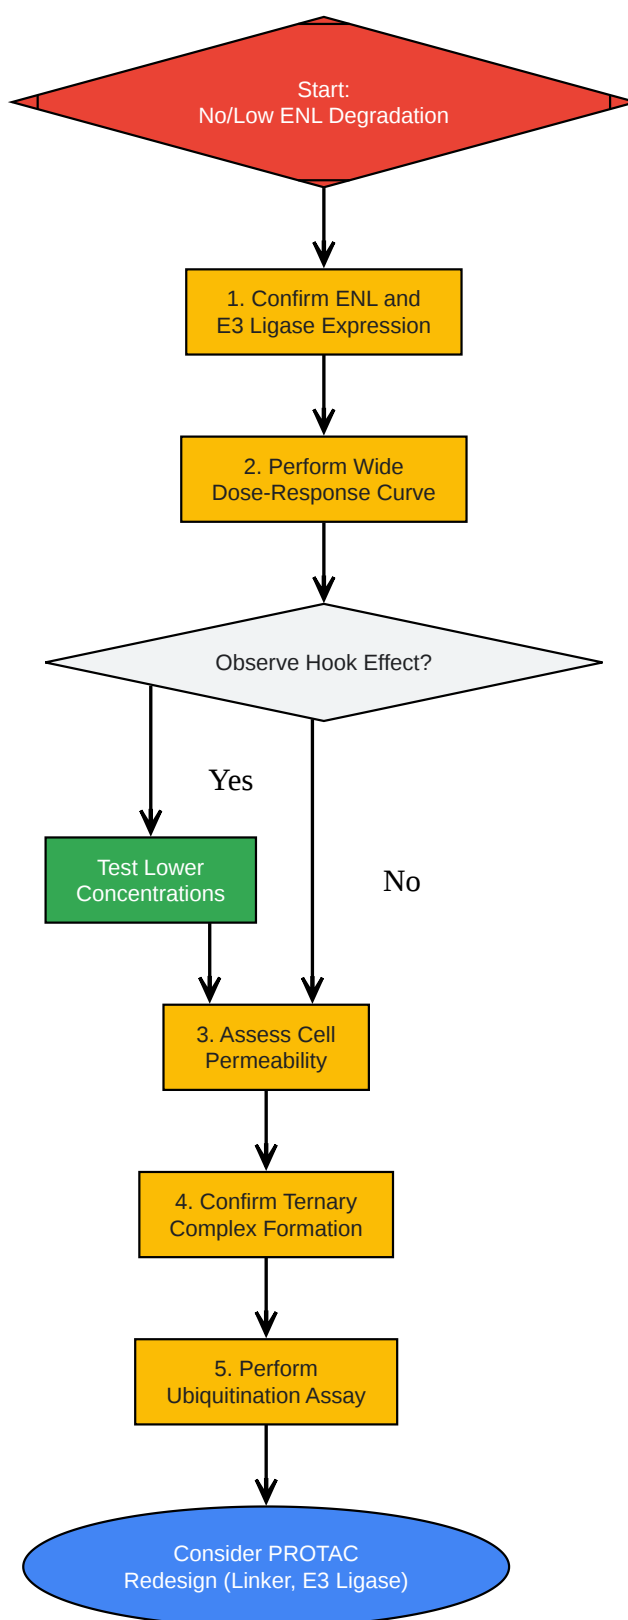 Start:
No/Low ENL Degradation
1. Confirm ENL and
E3 Ligase Expression
2. Perform Wide
Dose-Response Curve
Observe Hook Effect?
Yes
Test Lower
Concentrations
No
3. Assess Cell
Permeability
4. Confirm Ternary
Complex Formation
5. Perform
Ubiquitination Assay
Consider PROTAC
Redesign (Linker, E3 Ligase)